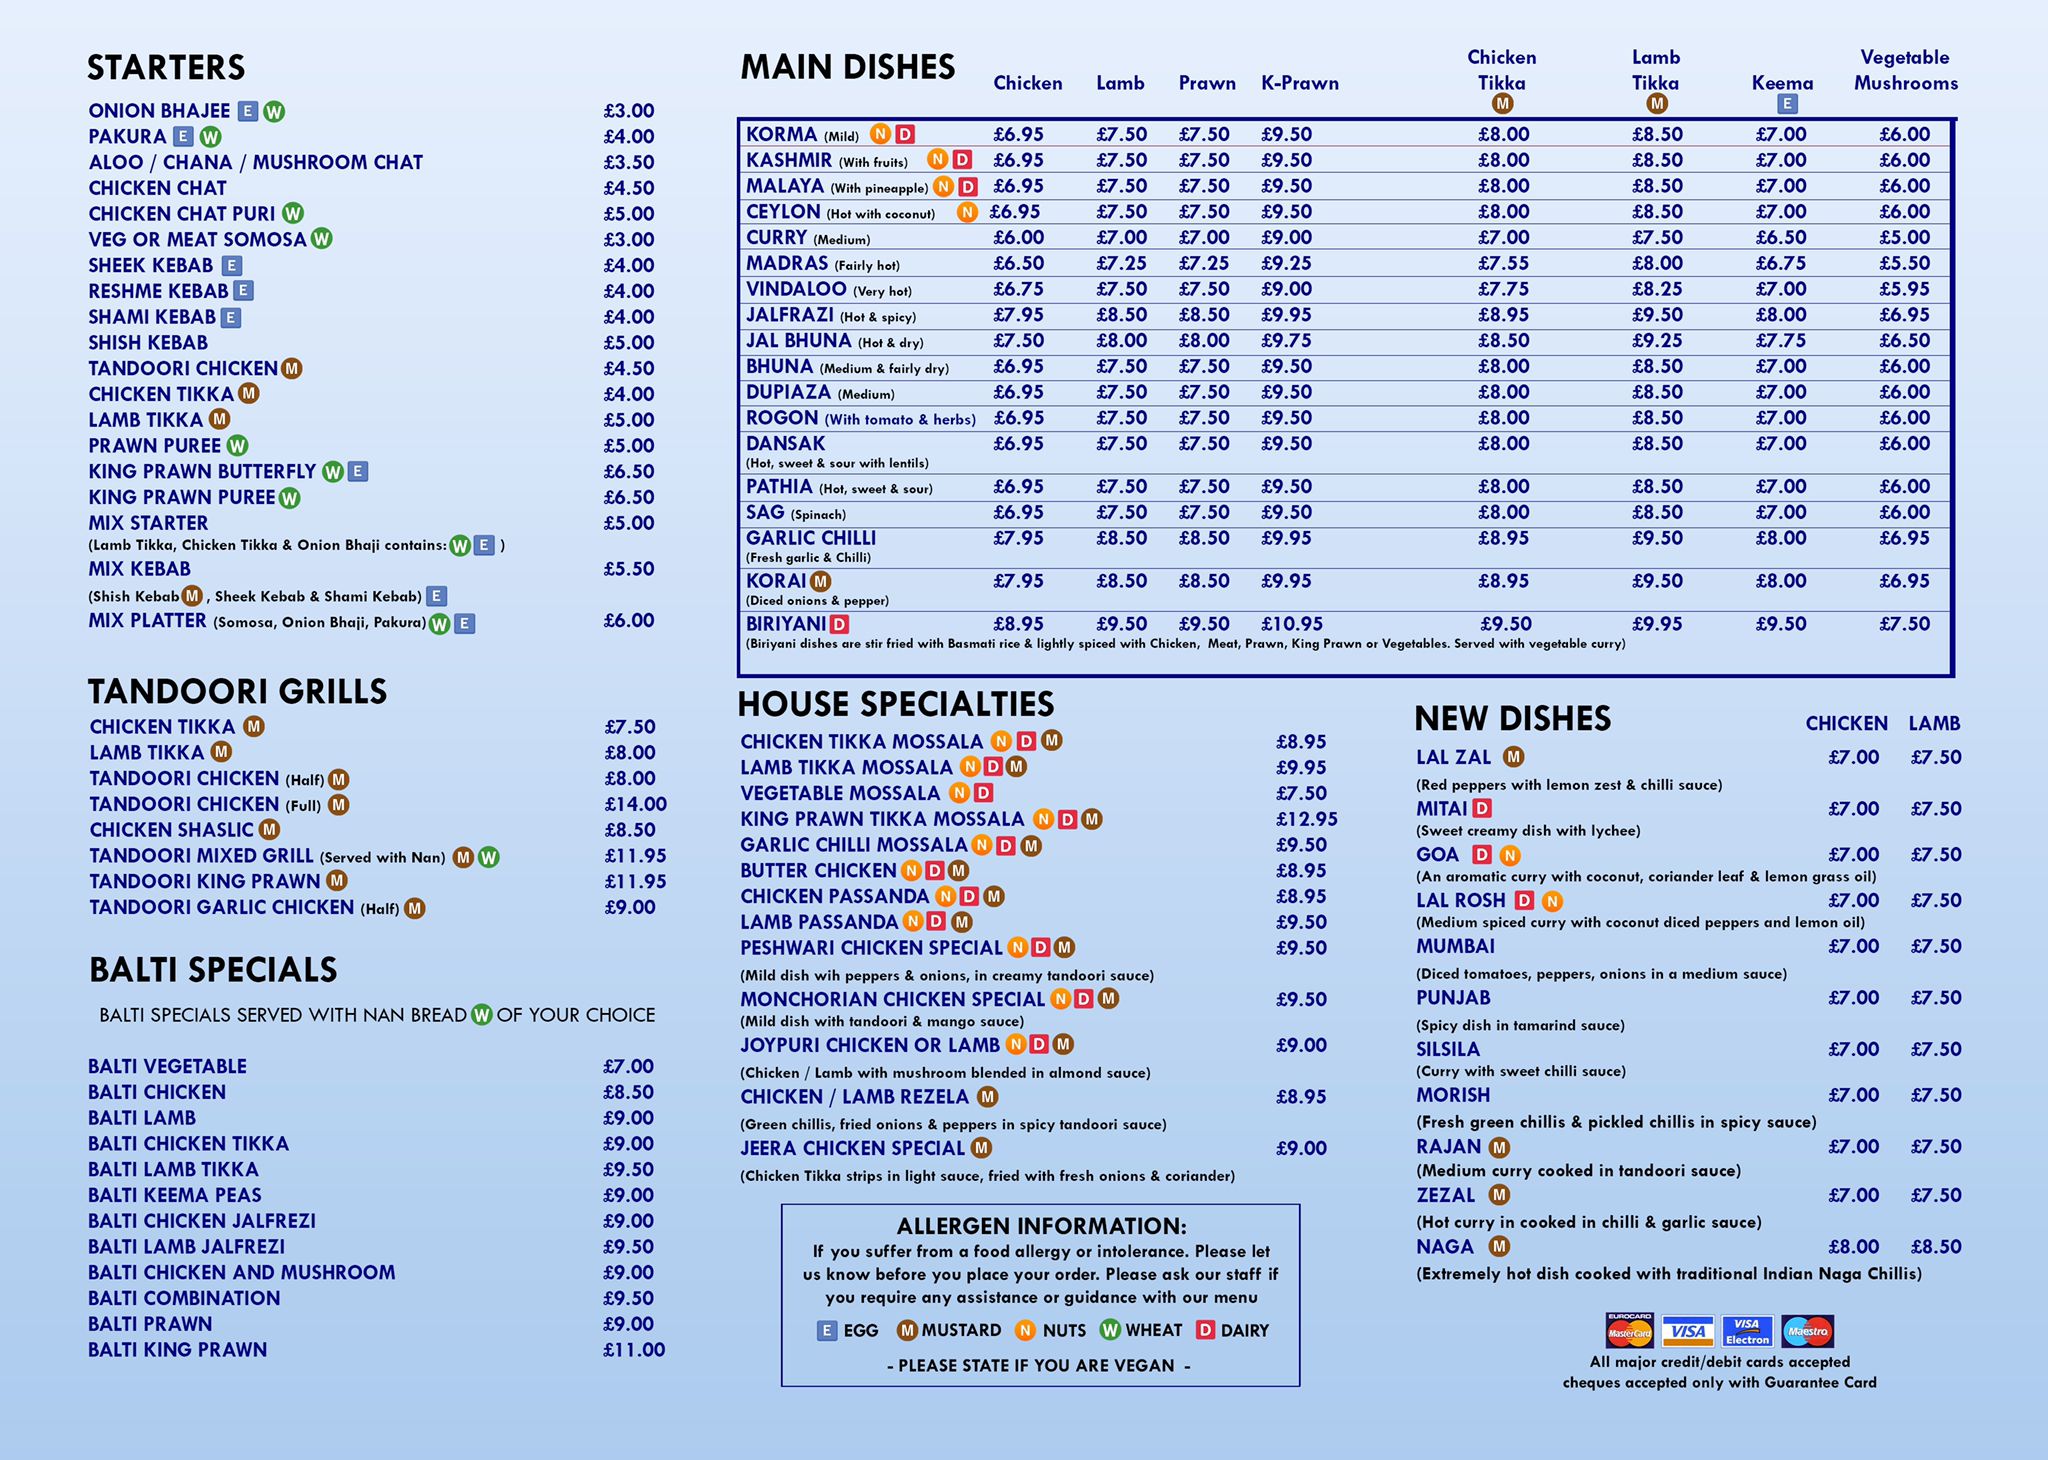 STARTERS
ONION BHAJEE E W £3.00
PAKURA E W £4.00
ALOO / CHANA / MUSHROOM CHAT £3.50
CHICKEN CHAT £4.50
CHICKEN CHAT PURI W £5.00
VEG OR MEAT SOMOSA W £3.00
SHEEK KEBAB E £4.00
RESHME KEBAB E £4.00
SHAMI KEBAB E £4.00
SHISH KEBAB £5.00
TANDOORI CHICKEN M £4.50
CHICKEN TIKKA M £4.00
LAMB TIKKA M £5.00
PRAWN PUREE W £5.00
KING PRAWN BUTTERFLY W E £6.50
KING PRAWN PUREE W £6.50
MIX STARTER £5.00
(Lamb Tikka, Chicken Tikka & Onion Bhaji contains: W E )
MIX KEBAB £5.50
(Shish Kebab M , Sheek Kebab & Shami Kebab) E
MIX PLATTER (Somosa, Onion Bhaji, Pakura) W E £6.00
TANDOORI GRILLS
CHICKEN TIKKA M £7.50
LAMB TIKKA M £8.00
TANDOORI CHICKEN (Half) M £8.00
TANDOORI CHICKEN (Full) M £14.00
CHICKEN SHASLIC M £8.50
TANDOORI MIXED GRILL (Served with Nan) M W £11.95
TANDOORI KING PRAWN M £11.95
TANDOORI GARLIC CHICKEN (Half) M £9.00
BALTI SPECIALS
BALTI SPECIALS SERVED WITH NAN BREAD W OF YOUR CHOICE
BALTI VEGETABLE £7.00
BALTI CHICKEN £8.50
BALTI LAMB £9.00
BALTI CHICKEN TIKKA £9.00
BALTI LAMB TIKKA £9.50
BALTI KEEMA PEAS £9.00
BALTI CHICKEN JALFREZI £9.00
BALTI LAMB JALFREZI £9.50
BALTI CHICKEN AND MUSHROOM £9.00
BALTI COMBINATION £9.50
BALTI PRAWN £9.00
BALTI KING PRAWN £11.00
MAIN DISHES Chicken Lamb Prawn K-Prawn Chicken Tikka M Lamb Tikka M Keema E Vegetable Mushrooms
KORMA (Mild) N D £6.95 £7.50 £7.50 £9.50 £8.00 £8.50 £7.00 £6.00
KASHMIR (With fruits) N D £6.95 £7.50 £7.50 £9.50 £8.00 £8.50 £7.00 £6.00
MALAYA (With pineapple) N D £6.95 £7.50 £7.50 £9.50 £8.00 £8.50 £7.00 £6.00
CEYLON (Hot with coconut) N £6.95 £7.50 £7.50 £9.50 £8.00 £8.50 £7.00 £6.00
CURRY (Medium) £6.00 £7.00 £7.00 £9.00 £7.00 £7.50 £6.50 £5.00
MADRAS (Fairly hot) £6.50 £7.25 £7.25 £9.25 £7.55 £8.00 £6.75 £5.50
VINDALOO (Very hot) £6.75 £7.50 £7.50 £9.00 £7.75 £8.25 £7.00 £5.95
JALFRAZI (Hot & spicy) £7.95 £8.50 £8.50 £9.95 £8.95 £9.50 £8.00 £6.95
JAL BHUNA (Hot & dry) £7.50 £8.00 £8.00 £9.75 £8.50 £9.25 £7.75 £6.50
BHUNA (Medium & fairly dry) £6.95 £7.50 £7.50 £9.50 £8.00 £8.50 £7.00 £6.00
DUPIAZA (Medium) £6.95 £7.50 £7.50 £9.50 £8.00 £8.50 £7.00 £6.00
ROGON (With tomato & herbs) £6.95 £7.50 £7.50 £9.50 £8.00 £8.50 £7.00 £6.00
DANSAK £6.95 £7.50 £7.50 £9.50 £8.00 £8.50 £7.00 £6.00
(Hot, sweet & sour with lentils)
PATHIA (Hot, sweet & sour) £6.95 £7.50 £7.50 £9.50 £8.00 £8.50 £7.00 £6.00
SAG (Spinach) £6.95 £7.50 £7.50 £9.50 £8.00 £8.50 £7.00 £6.00
GARLIC CHILLI £7.95 £8.50 £8.50 £9.95 £8.95 £9.50 £8.00 £6.95
(Fresh garlic & Chilli)
KORAI M £7.95 £8.50 £8.50 £9.95 £8.95 £9.50 £8.00 £6.95
(Diced onions & pepper)
BIRIYANI D £8.95 £9.50 £9.50 £10.95 £9.50 £9.95 £9.50 £7.50
(Biriyani dishes are stir fried with Basmati rice & lightly spiced with Chicken, Meat, Prawn, King Prawn or Vegetables. Served with vegetable curry)
HOUSE SPECIALTIES
CHICKEN TIKKA MOSSALA N D M £8.95
LAMB TIKKA MOSSALA N D M £9.95
VEGETABLE MOSSALA N D £7.50
KING PRAWN TIKKA MOSSALA N D M £12.95
GARLIC CHILLI MOSSALA N D M £9.50
BUTTER CHICKEN N D M £8.95
CHICKEN PASSANDA N D M £8.95
LAMB PASSANDA N D M £9.50
PESHWARI CHICKEN SPECIAL N D M £9.50
(Mild dish wih peppers & onions, in creamy tandoori sauce)
MONCHORIAN CHICKEN SPECIAL N D M £9.50
(Mild dish with tandoori & mango sauce)
JOYPURI CHICKEN OR LAMB N D M £9.00
(Chicken / Lamb with mushroom blended in almond sauce)
CHICKEN / LAMB REZELA M £8.95
(Green chillis, fried onions & peppers in spicy tandoori sauce)
JEERA CHICKEN SPECIAL M £9.00
(Chicken Tikka strips in light sauce, fried with fresh onions & coriander)
ALLERGEN INFORMATION:
If you suffer from a food allergy or intolerance. Please let
us know before you place your order. Please ask our staff if
you require any assistance or guidance with our menu
E EGG M MUSTARD N NUTS W WHEAT D DAIRY
- PLEASE STATE IF YOU ARE VEGAN -
NEW DISHES CHICKEN LAMB
LAL ZAL M £7.00 £7.50
(Red peppers with lemon zest & chilli sauce)
MITAI D £7.00 £7.50
(Sweet creamy dish with lychee)
GOA D N £7.00 £7.50
(An aromatic curry with coconut, coriander leaf & lemon grass oil)
LAL ROSH D N £7.00 £7.50
(Medium spiced curry with coconut diced peppers and lemon oil)
MUMBAI £7.00 £7.50
(Diced tomatoes, peppers, onions in a medium sauce)
PUNJAB £7.00 £7.50
(Spicy dish in tamarind sauce)
SILSILA £7.00 £7.50
(Curry with sweet chilli sauce)
MORISH £7.00 £7.50
(Fresh green chillis & pickled chillis in spicy sauce)
RAJAN M £7.00 £7.50
(Medium curry cooked in tandoori sauce)
ZEZAL M £7.00 £7.50
(Hot curry in cooked in chilli & garlic sauce)
NAGA M £8.00 £8.50
(Extremely hot dish cooked with traditional Indian Naga Chillis)
EUROCARD MasterCard VISA VISA Electron Maestro
All major credit/debit cards accepted
cheques accepted only with Guarantee Card